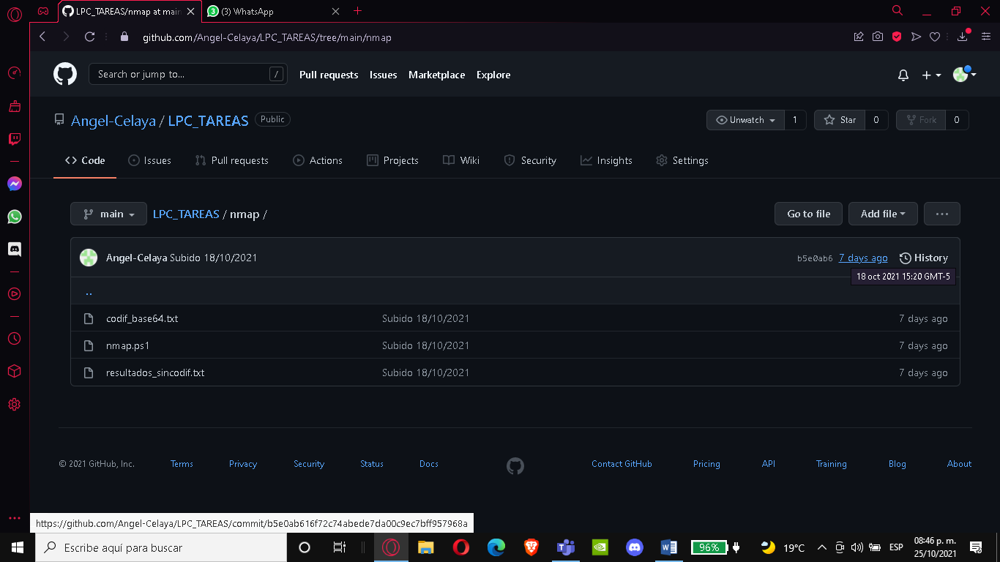 LPC_TAREAS/nmap at main
(3) WhatsApp
github.com/Angel-Celaya/LPC_TAREAS/tree/main/nmap
Search or jump to... /
Pull requests Issues Marketplace Explore
Angel-Celaya / LPC_TAREAS Public
Unwatch 1 Star 0 Fork 0
Code Issues Pull requests Actions Projects Wiki Security Insights Settings
main LPC_TAREAS / nmap / Go to file Add file ...
Angel-Celaya Subido 18/10/2021 b5e0ab6 7 days ago History
18 oct 2021 15:20 GMT-5
..
codif_base64.txt Subido 18/10/2021 7 days ago
nmap.ps1 Subido 18/10/2021 7 days ago
resultados_sincodif.txt Subido 18/10/2021 7 days ago
© 2021 GitHub, Inc. Terms Privacy Security Status Docs Contact GitHub Pricing API Training Blog About
https://github.com/Angel-Celaya/LPC_TAREAS/commit/b5e0ab616f72c74abede7da00c9ec7bff957968a
Escribe aquí para buscar
96% 19°C ESP 08:46 p. m.
25/10/2021